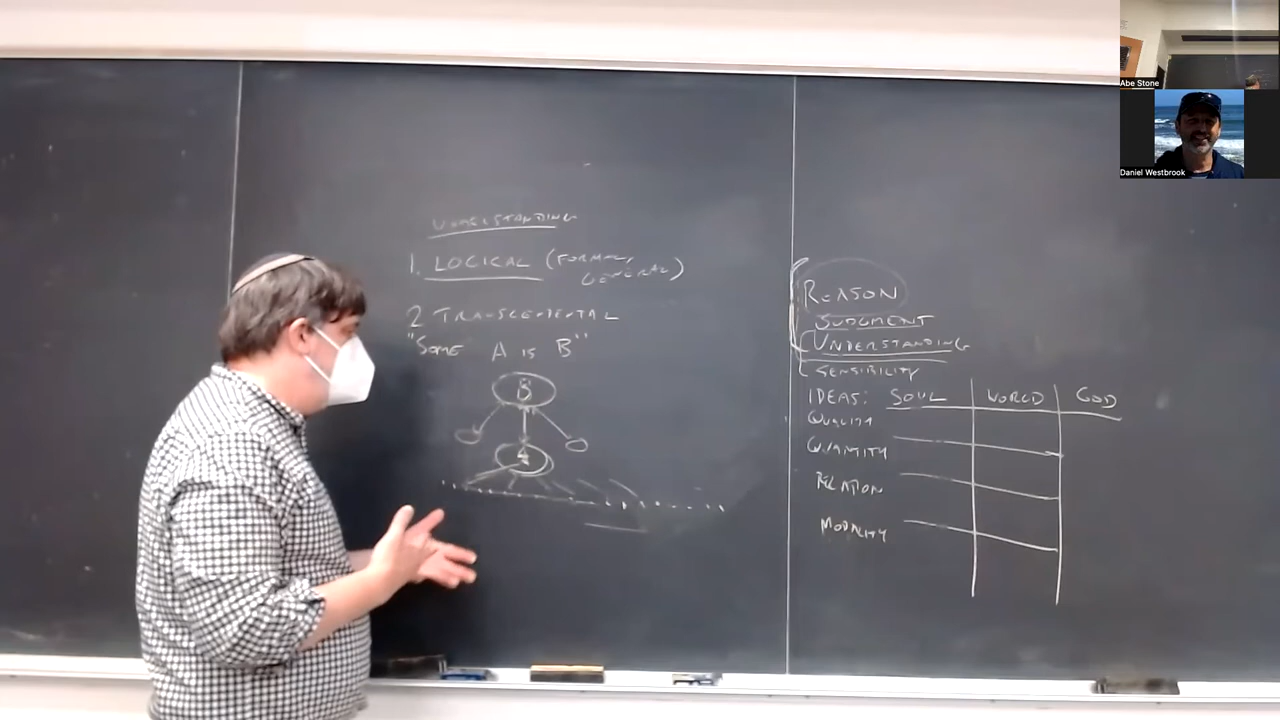 UNDERSTANDING
1. LOGICAL (FORMAL, GENERAL)
2 TRANSCENDENTAL
"SOME A IS B"
B
A
REASON
JUDGMENT
UNDERSTANDING
SENSIBILITY
IDEAS: SOUL WORLD GOD
QUALITY
QUANTITY
RELATION
MODALITY
Abe Stone
Daniel Westbrook